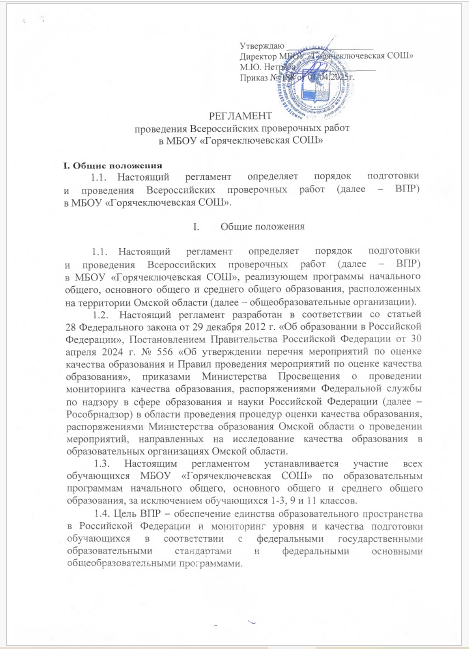 Утверждаю
Директор МБОУ «Горячеключевская СОШ»
М.Ю.
Приказ №
РЕГЛАМЕНТ
проведения Всероссийских проверочных работ
в МБОУ «Горячеключевская СОШ»
I. Общие положения
1.1. Настоящий регламент определяет порядок подготовки
и проведения Всероссийских проверочных работ (далее – ВПР)
в МБОУ «Горячеключевская СОШ».
I. Общие положения
1.1. Настоящий регламент определяет порядок подготовки
и проведения Всероссийских проверочных работ (далее – ВПР)
в МБОУ «Горячеключевская СОШ», реализующем программы начального
общего, основного общего и среднего общего образования, расположенных
на территории Омской области (далее – общеобразовательные организации).
1.2. Настоящий регламент разработан в соответствии со статьей
28 Федерального закона от 29 декабря 2012 г. «Об образовании в Российской
Федерации», Постановлением Правительства Российской Федерации от 30
апреля 2024 г. № 556 «Об утверждении перечня мероприятий по оценке
качества образования и Правил проведения мероприятий по оценке качества
образования», приказами Министерства Просвещения о проведении
мониторинга качества образования, распоряжениями Федеральной службы
по надзору в сфере образования и науки Российской Федерации (далее –
Рособрнадзор) в области проведения процедур оценки качества образования,
распоряжениями Министерства образования Омской области о проведении
мероприятий, направленных на исследование качества образования в
образовательных организациях Омской области.
1.3. Настоящим регламентом устанавливается участие всех
обучающихся МБОУ «Горячеключевская СОШ» по образовательным
программам начального общего, основного общего и среднего общего
образования, за исключением обучающихся 1-3, 9 и 11 классов.
1.4. Цель ВПР – обеспечение единства образовательного пространства
в Российской Федерации и мониторинг уровня и качества подготовки
обучающихся в соответствии с федеральными государственными
образовательными стандартами и федеральными основными
общеобразовательными программами.